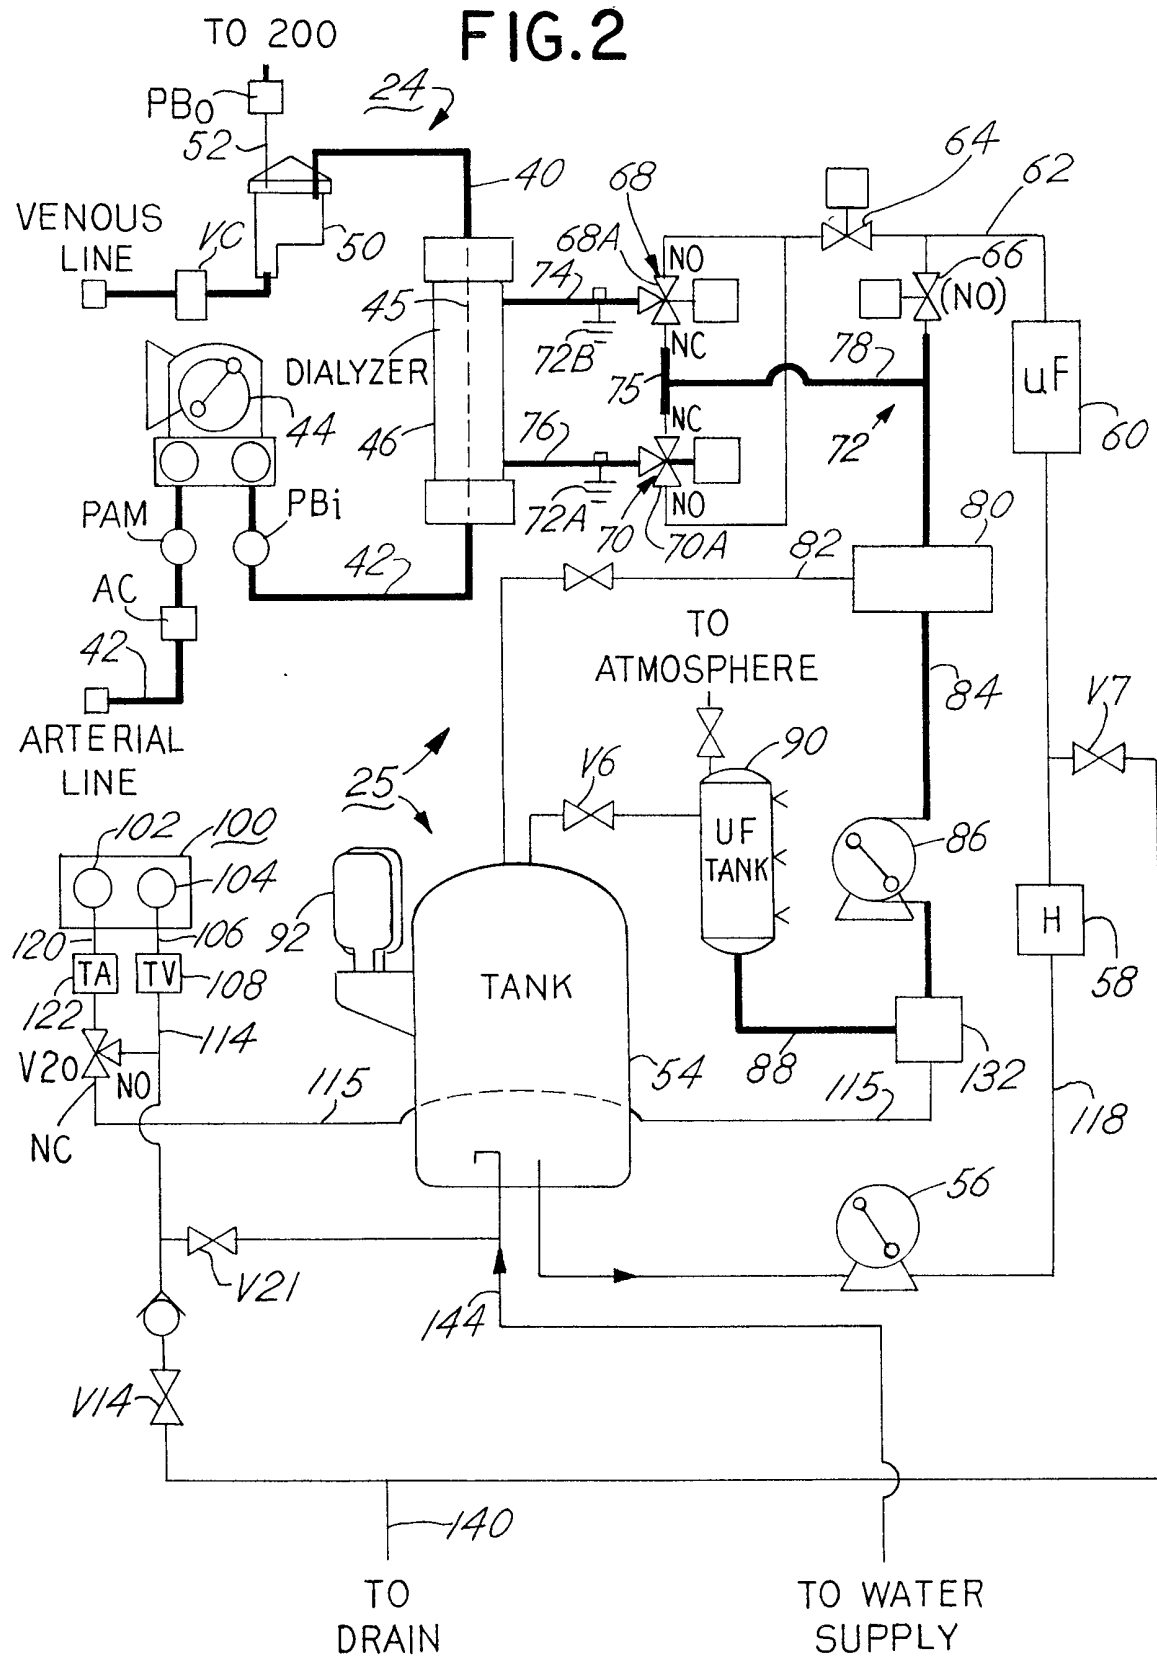 FIG.2
TO 200
PBO
24
52
40
68
64
62
VENOUS
LINE
VC
50
68A
NO
66
(NO)
74
45
72B
NC
75
78
UF
DIALYZER
44
46
76
NC
72
60
PAM
PBi
72A
70
NO
70A
80
AC
42
82
42
TO
ATMOSPHERE
84
V7
ARTERIAL
LINE
25
V6
90
102
100
UF
TANK
86
104
92
H
120
106
TA
TV
108
TANK
58
122
114
V20
NO
88
54
132
115
115
118
NC
56
V21
144
V14
140
TO
DRAIN
TO WATER
SUPPLY